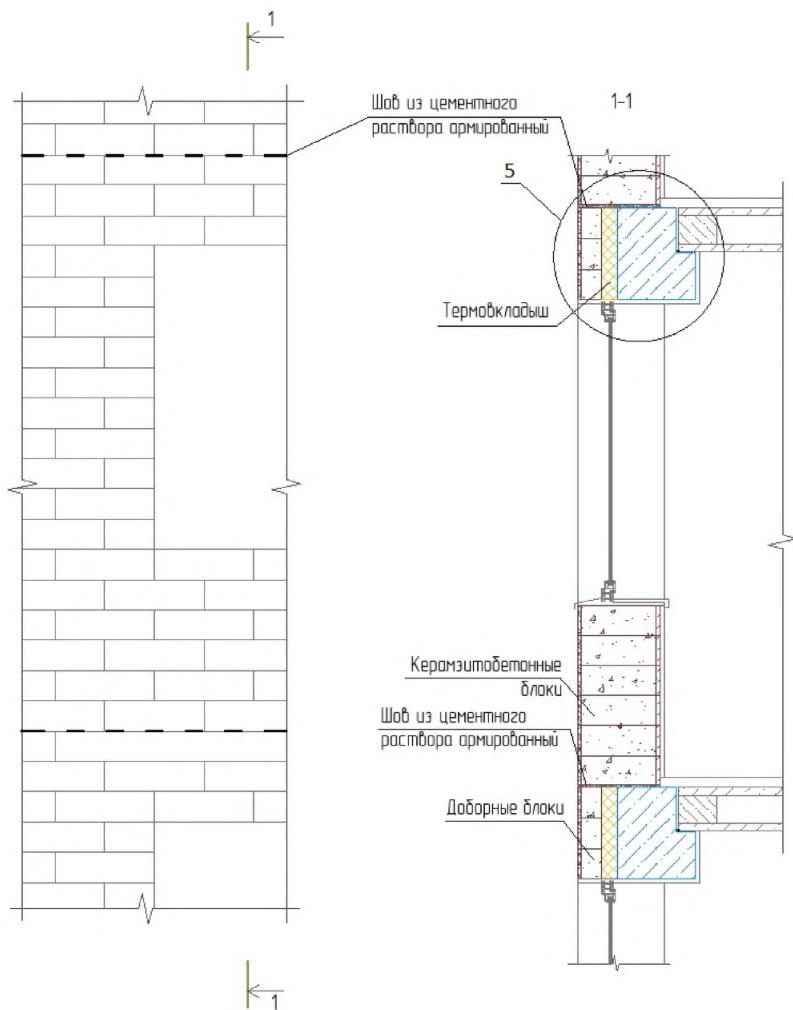 1
Шов из цементного
раствора армированный
1-1
5
Термовкладыш
Керамзитобетонные
блоки
Шов из цементного
раствора армированный
Доборные блоки
1